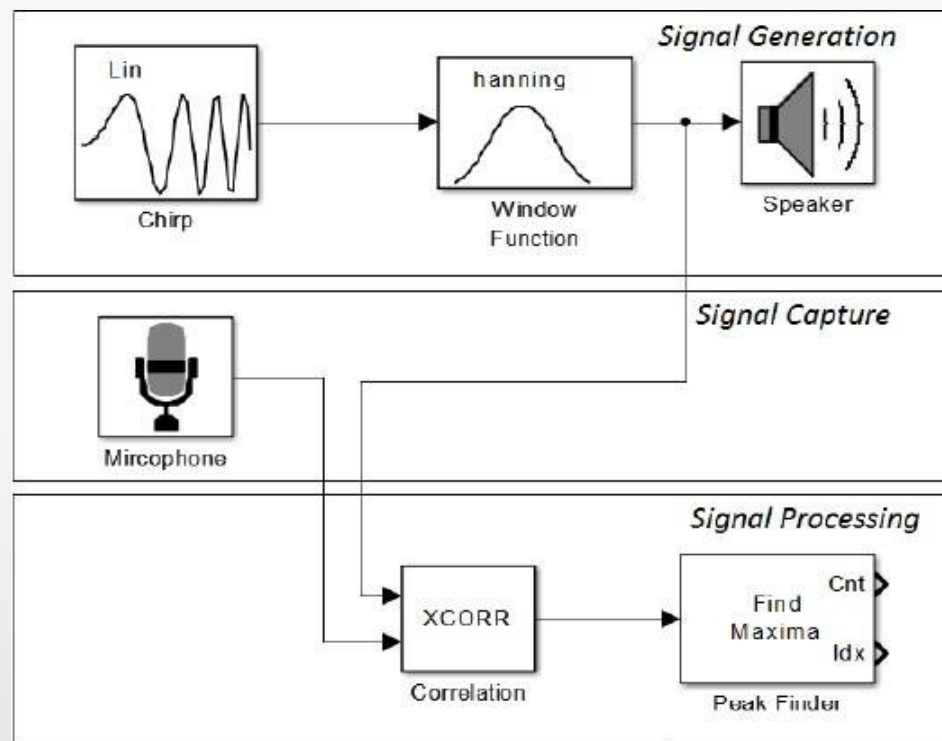 Signal Generation
Lin
Chirp
hanning
Window
Function
Speaker
Signal Capture
Mircophone
Signal Processing
XCORR
Correlation
Find
Maxima
Cnt
Idx
Peak Finder